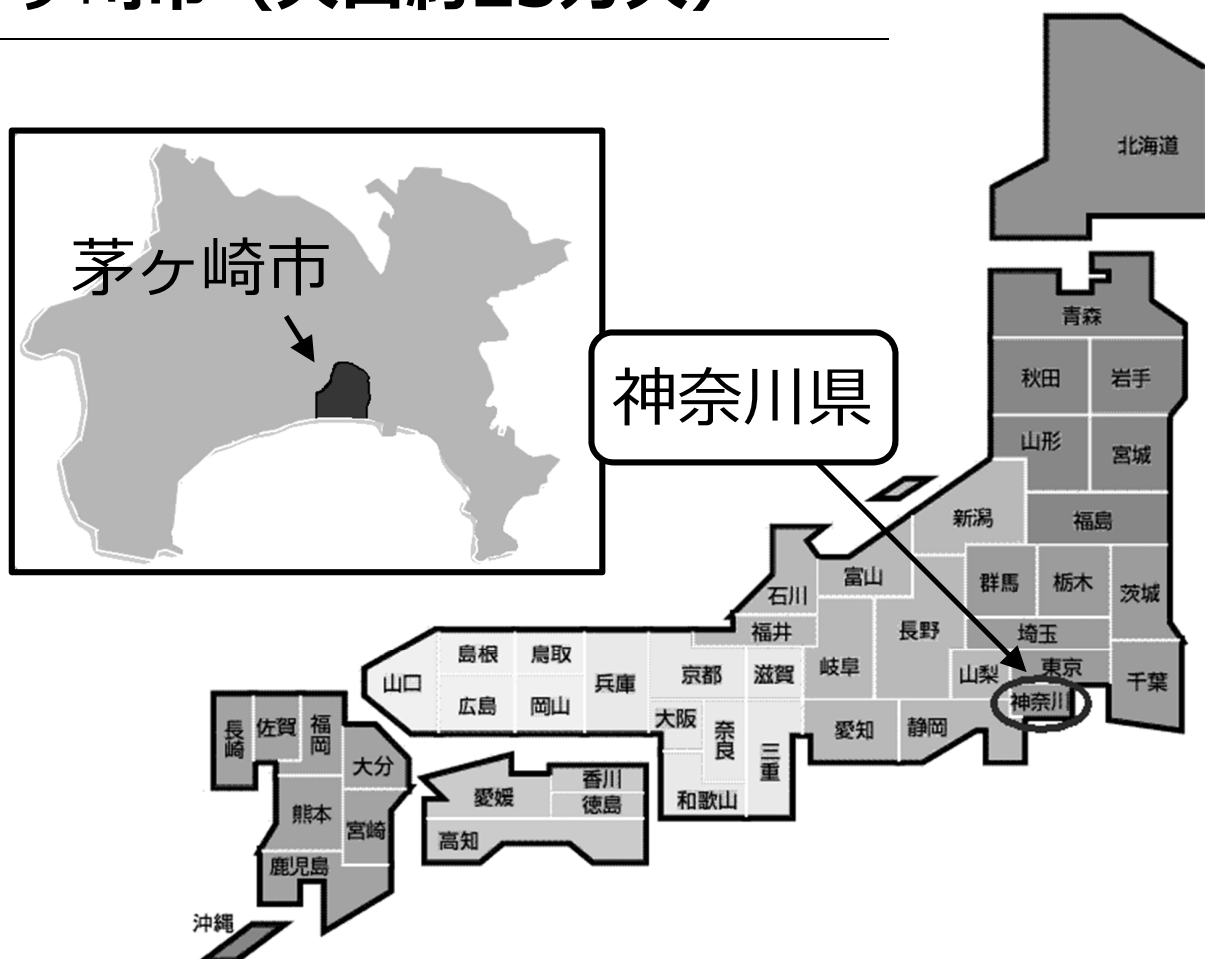 茅ヶ崎市
神奈川県
北海道
青森
秋田
岩手
山形
宮城
新潟
福島
石川
富山
群馬
栃木
茨城
福井
長野
埼玉
島根
鳥取
兵庫
京都
滋賀
岐阜
山梨
東京
千葉
山口
広島
岡山
神奈川
大阪
奈良
三重
愛知
静岡
和歌山
長崎
佐賀
福岡
大分
香川
愛媛
徳島
熊本
宮崎
高知
鹿児島
沖縄